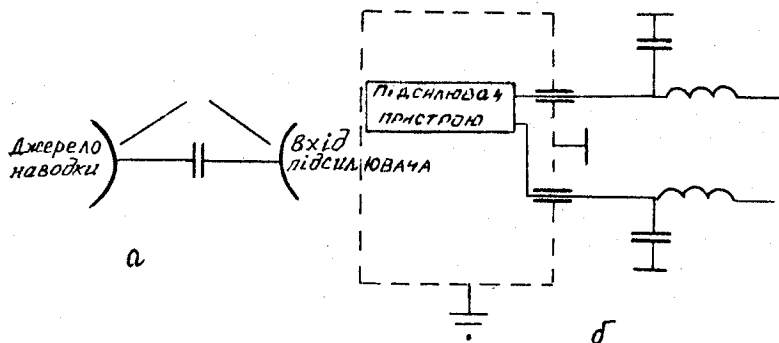 Джерело
наводки
Вхід
підсилювача
Підсилювач
пристрою
а
б